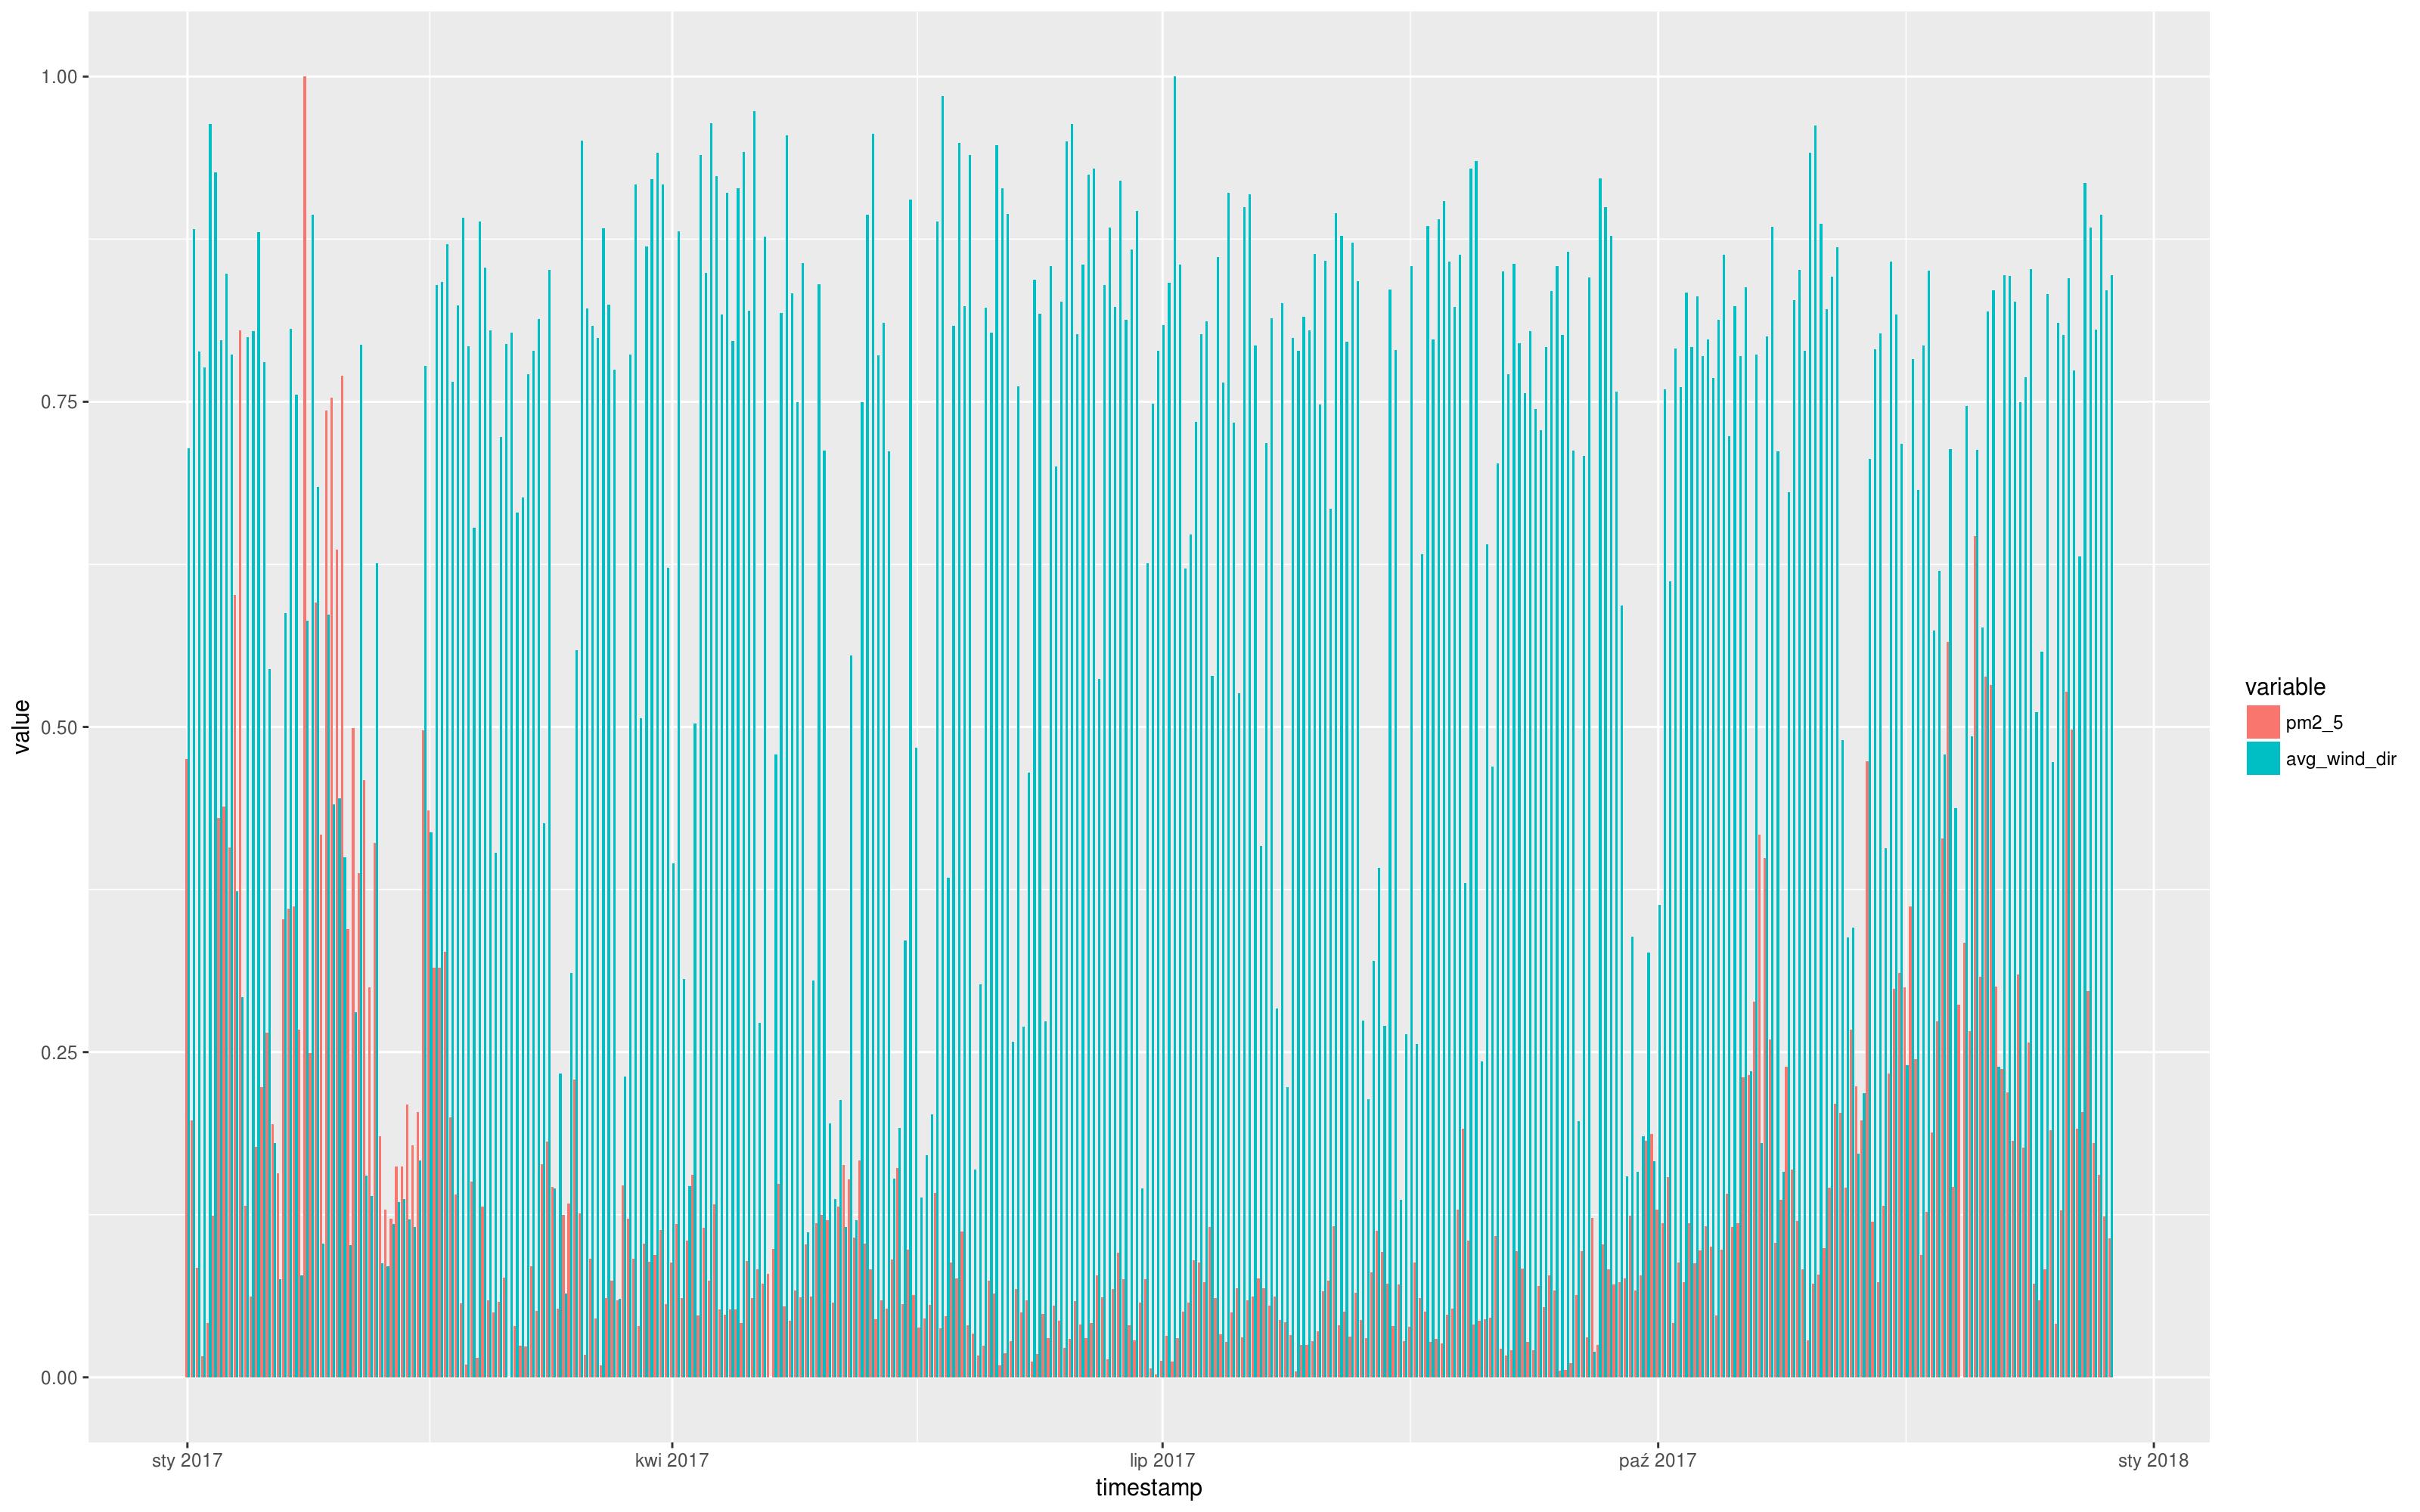 1.00
0.75
0.50
0.25
0.00
value
sty 2017
kwi 2017
lip 2017
paź 2017
sty 2018
timestamp
variable
pm2_5
avg_wind_dir